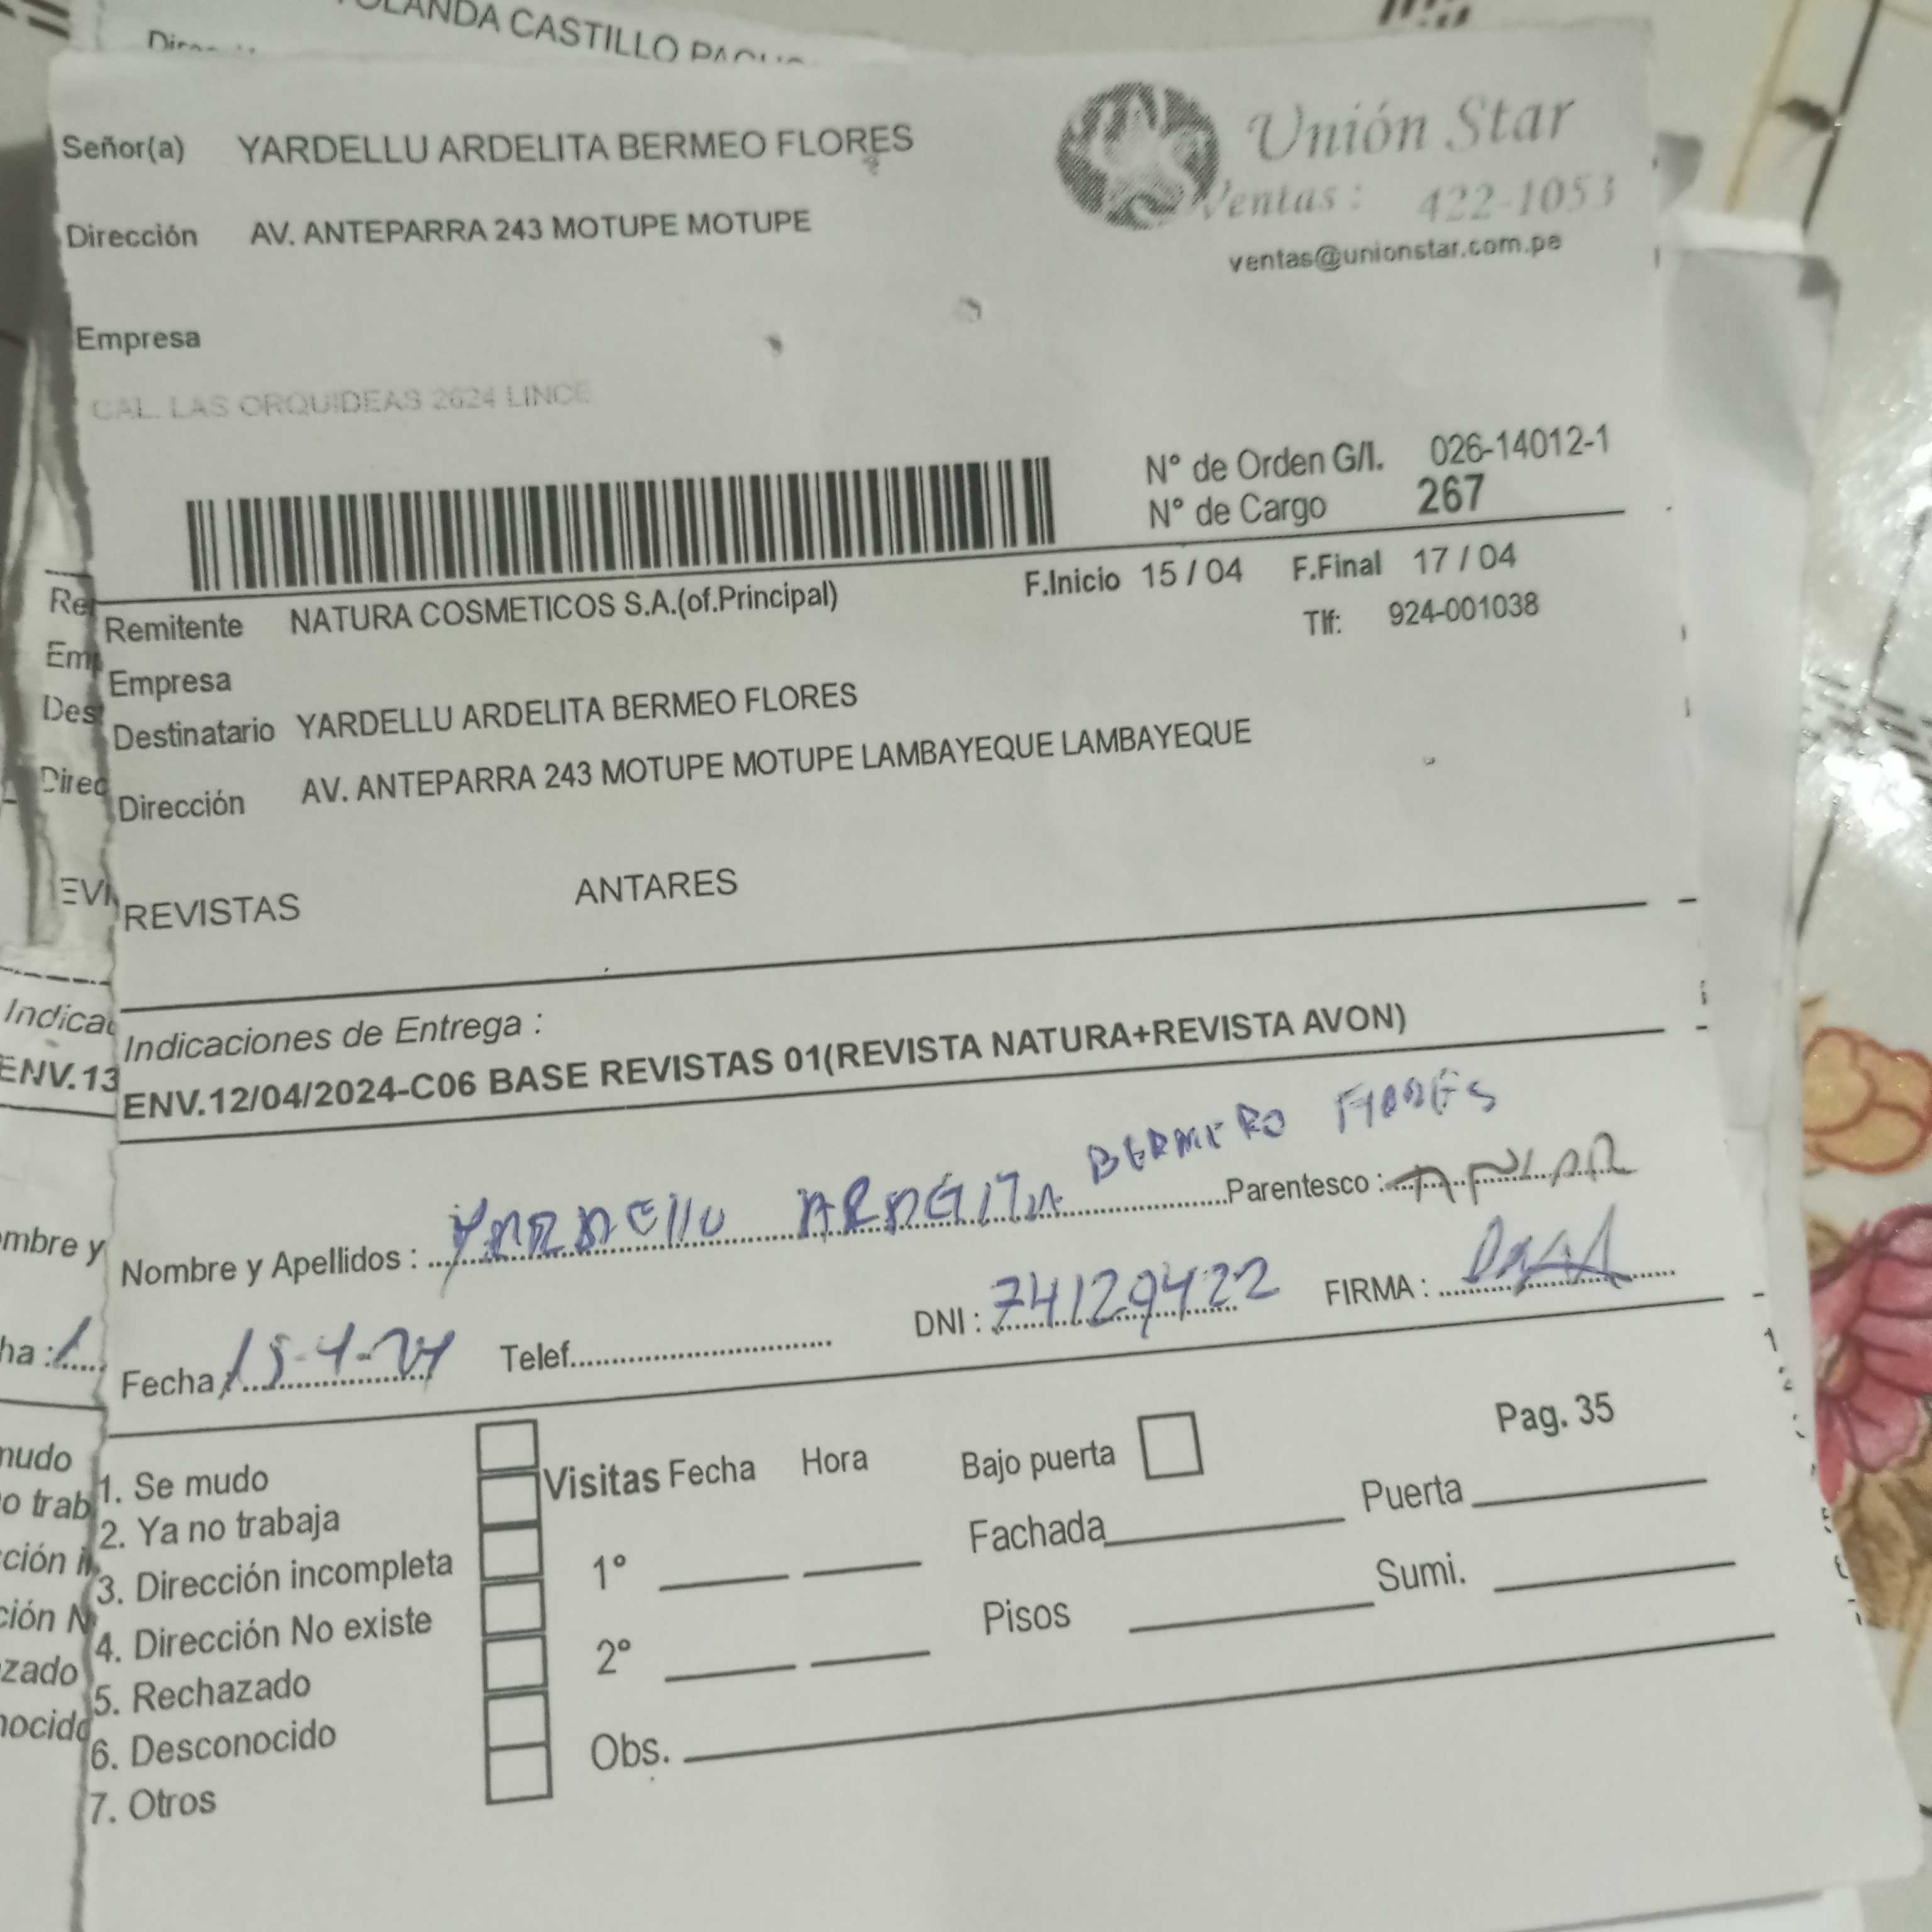 LANDA CASTILLO
Señor(a) YARDELLU ARDELITA BERMEO FLORES
Unión Star
Ventas: 422-1053
ventas@unionstar.com.pe
Dirección AV. ANTEPARRA 243 MOTUPE MOTUPE
Empresa
CAL. LAS ORQUIDEAS 2624 LINCE
N° de Orden G/I. 026-14012-1
N° de Cargo 267
F.Inicio 15 / 04 F.Final 17 / 04
Remitente NATURA COSMETICOS S.A.(of.Principal)
Tlf: 924-001038
Empresa
Destinatario YARDELLU ARDELITA BERMEO FLORES
Dirección AV. ANTEPARRA 243 MOTUPE MOTUPE LAMBAYEQUE LAMBAYEQUE
REVISTAS ANTARES
Indicaciones de Entrega :
ENV.12/04/2024-C06 BASE REVISTAS 01(REVISTA NATURA+REVISTA AVON)
Nombre y Apellidos : BERMERO Parentesco :
Fecha 15-4-24 Telef. DNI : 74129422 FIRMA :
Pag. 35
1. Se mudo
2. Ya no trabaja
3. Dirección incompleta
4. Dirección No existe
5. Rechazado
6. Desconocido
7. Otros
Visitas Fecha Hora
1°
2°
Obs.
Bajo puerta
Fachada Puerta
Pisos Sumi.
ENV.13